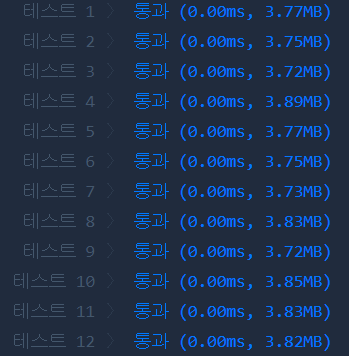 테스트 1 〉 통과 (0.00ms, 3.77MB)
테스트 2 〉 통과 (0.00ms, 3.75MB)
테스트 3 〉 통과 (0.00ms, 3.72MB)
테스트 4 〉 통과 (0.00ms, 3.89MB)
테스트 5 〉 통과 (0.00ms, 3.77MB)
테스트 6 〉 통과 (0.00ms, 3.75MB)
테스트 7 〉 통과 (0.00ms, 3.73MB)
테스트 8 〉 통과 (0.00ms, 3.83MB)
테스트 9 〉 통과 (0.00ms, 3.72MB)
테스트 10 〉 통과 (0.00ms, 3.85MB)
테스트 11 〉 통과 (0.00ms, 3.83MB)
테스트 12 〉 통과 (0.00ms, 3.82MB)